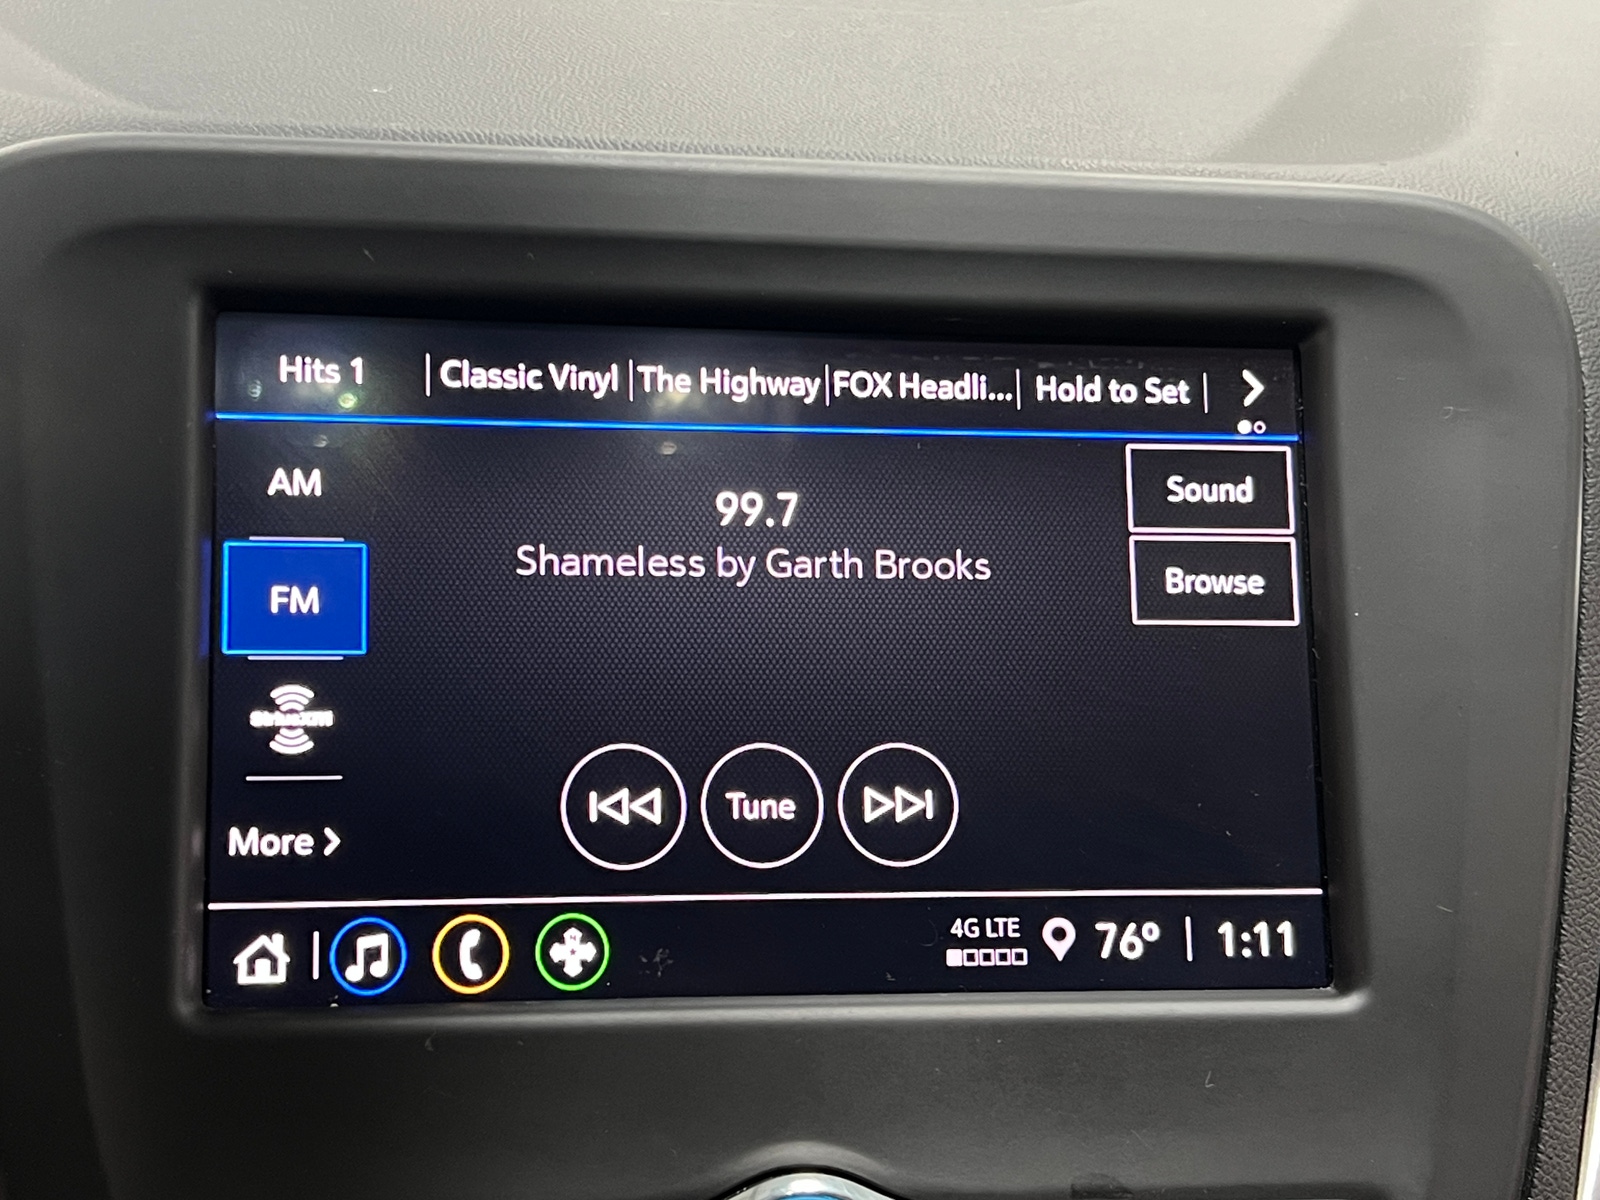 Hits 1 | Classic Vinyl | The Highway | FOX Headli... | Hold to Set |
AM
99.7
Sound
Shameless by Garth Brooks
Browse
FM
SiriusXM
Tune
More
4G LTE
76° | 1:11